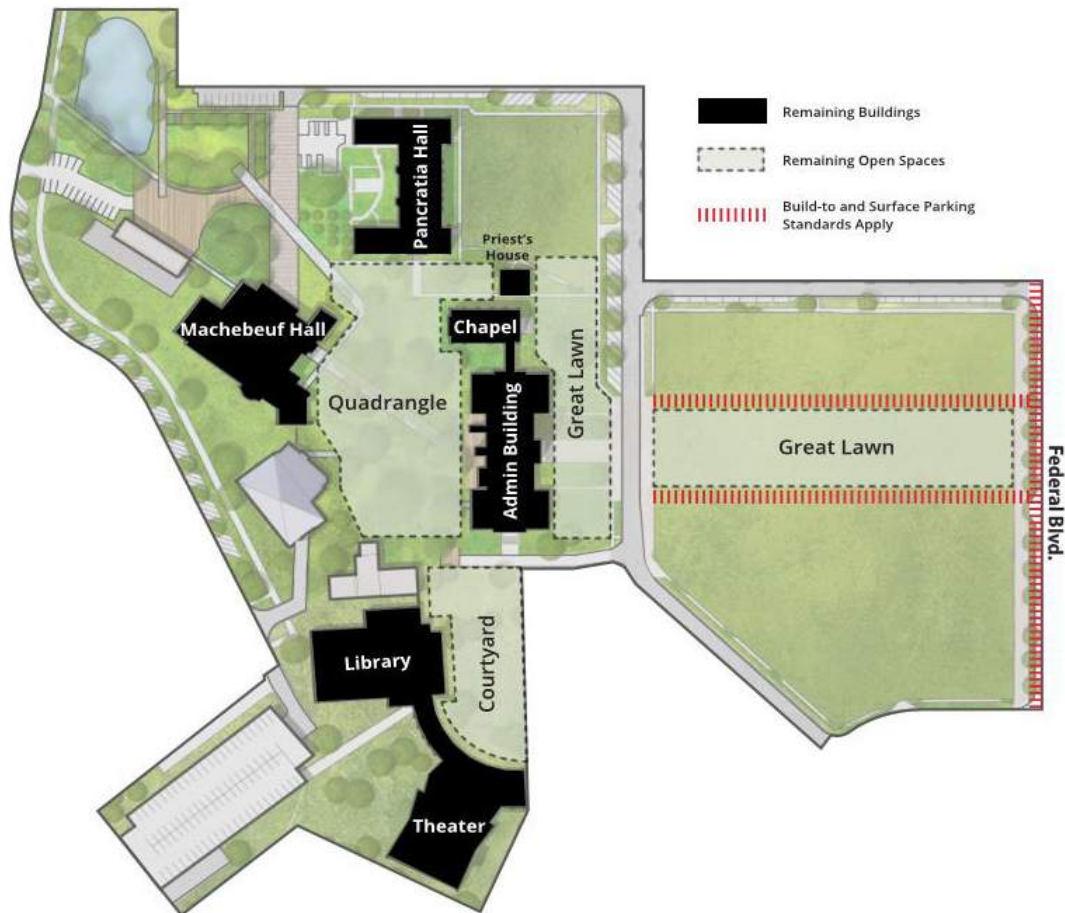 Remaining Buildings
Remaining Open Spaces
Build-to and Surface Parking
Standards Apply
Pancratia Hall
Priest's
House
Machebeuf Hall
Chapel
Quadrangle
Admin Building
Great Lawn
Great Lawn
Federal Blvd.
Library
Courtyard
Theater